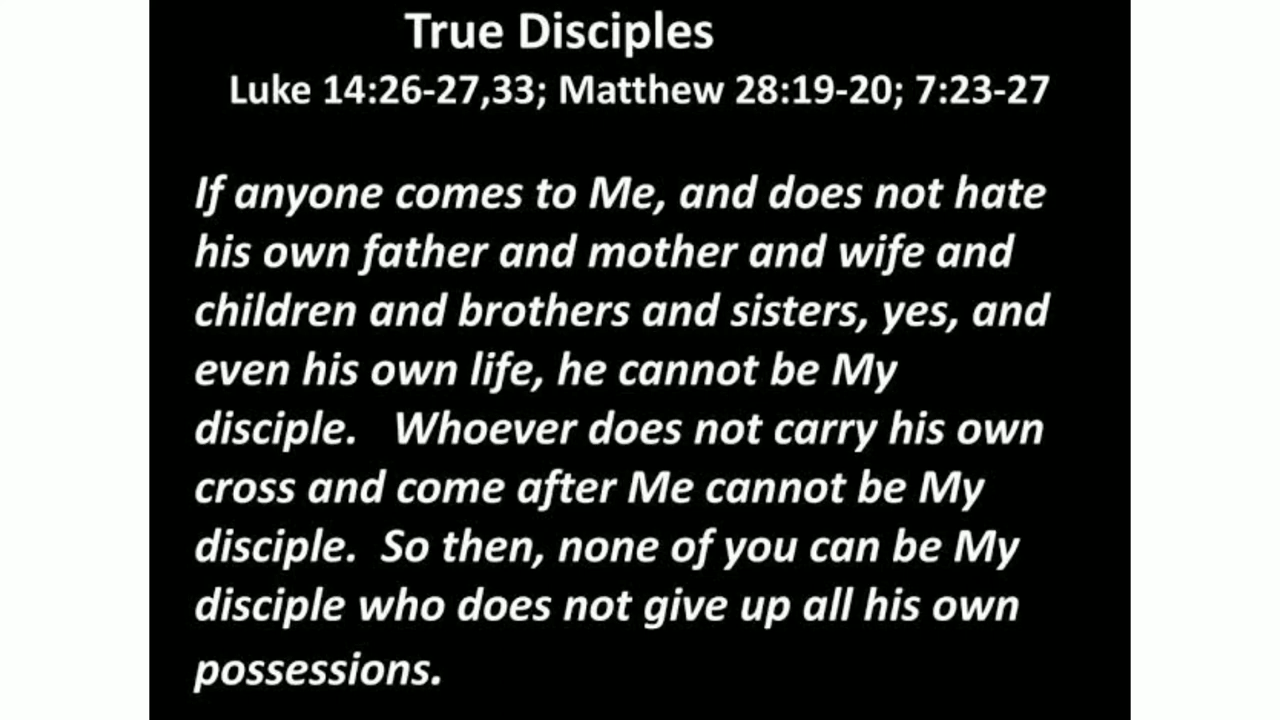 True Disciples
Luke 14:26-27,33; Matthew 28:19-20; 7:23-27
If anyone comes to Me, and does not hate
his own father and mother and wife and
children and brothers and sisters, yes, and
even his own life, he cannot be My
disciple. Whoever does not carry his own
cross and come after Me cannot be My
disciple. So then, none of you can be My
disciple who does not give up all his own
possessions.